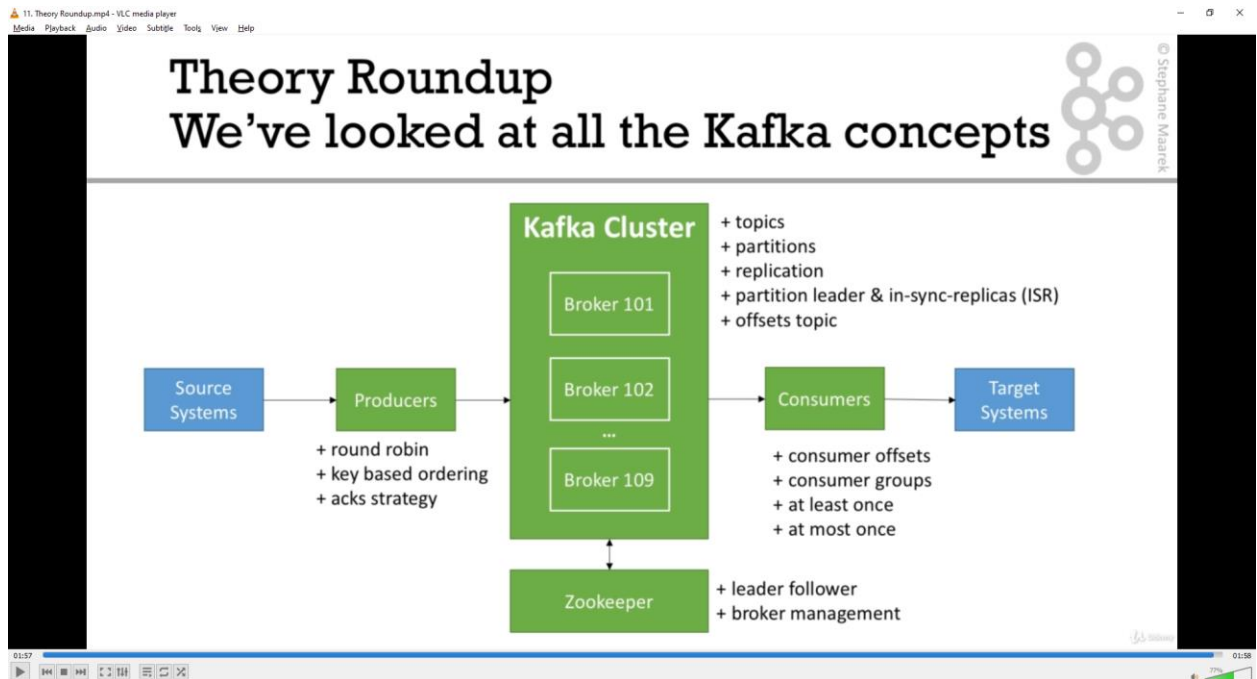 11. Theory Roundup.mp4 - VLC media player
Media Playback Audio Video Subtitle Tools View Help
Theory Roundup
We've looked at all the Kafka concepts
© Stephane Maarek
Kafka Cluster
Broker 101
Broker 102
...
Broker 109
+ topics
+ partitions
+ replication
+ partition leader & in-sync-replicas (ISR)
+ offsets topic
Source
Systems
Producers
+ round robin
+ key based ordering
+ acks strategy
Consumers
+ consumer offsets
+ consumer groups
+ at least once
+ at most once
Target
Systems
Zookeeper
+ leader follower
+ broker management
Udemy
01:57
01:58
77%